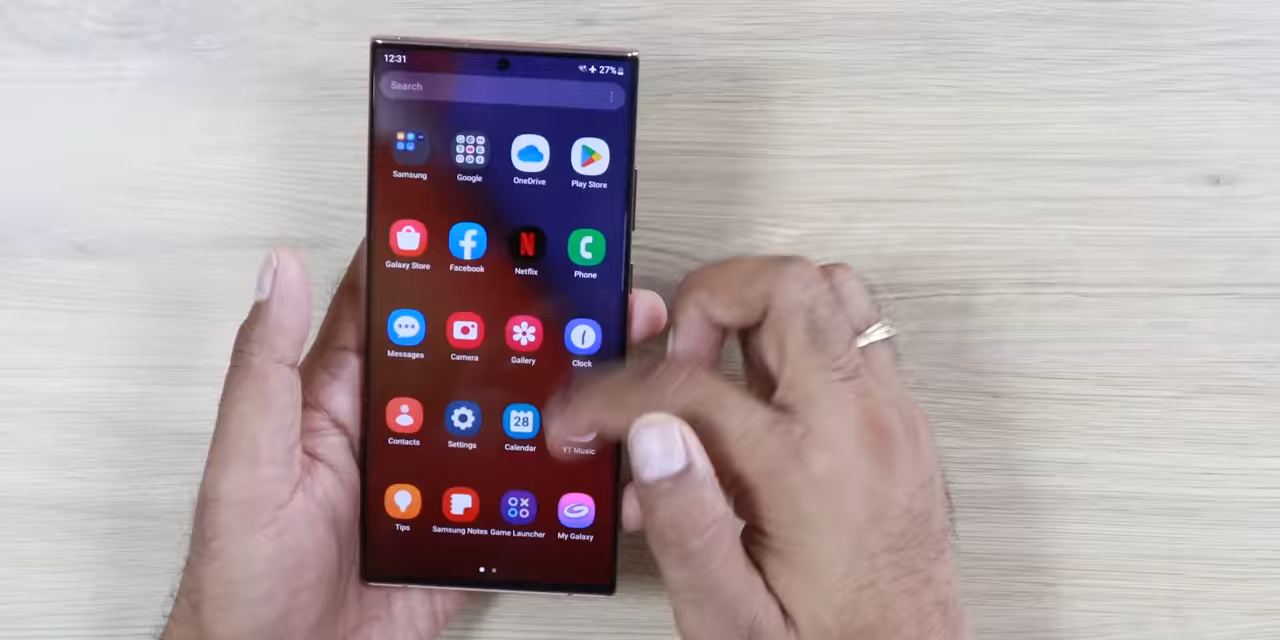 12:31
27%
Search
Samsung
Google
OneDrive
Play Store
Galaxy Store
Facebook
N
Netflix
Phone
Messages
Camera
Gallery
Clock
Contacts
Settings
28
Calendar
YT Music
Tips
Samsung Notes
Game Launcher
My Galaxy